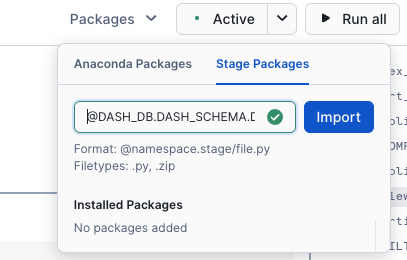 Packages
Active
Run all
Anaconda Packages
Stage Packages
@DASH_DB.DASH_SCHEMA.D
Import
Format: @namespace.stage/file.py
Filetypes: .py, .zip
Installed Packages
No packages added